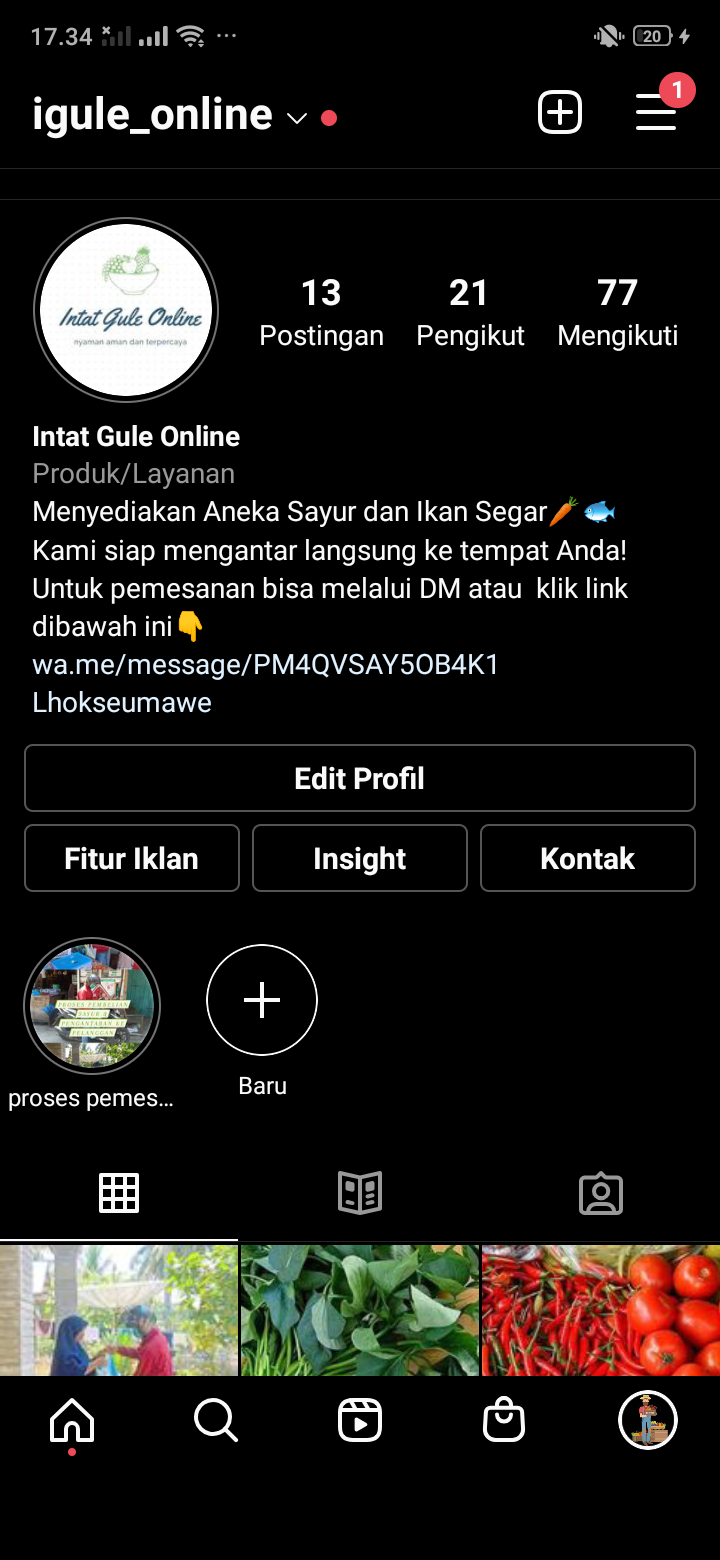 17.34
20
igule_online
1
Intat Gule Online
nyaman aman dan terpercaya
13 21 77
Postingan Pengikut Mengikuti
Intat Gule Online
Produk/Layanan
Menyediakan Aneka Sayur dan Ikan Segar🥕🐟
Kami siap mengantar langsung ke tempat Anda!
Untuk pemesanan bisa melalui DM atau  klik link
dibawah ini👇
wa.me/message/PM4QVSAY5OB4K1
Lhokseumawe
Edit Profil
Fitur Iklan Insight Kontak
PROSES PEMBELIAN
SAYUR &
PENGANTARAN KE
PELANGGAN
proses pemes... Baru